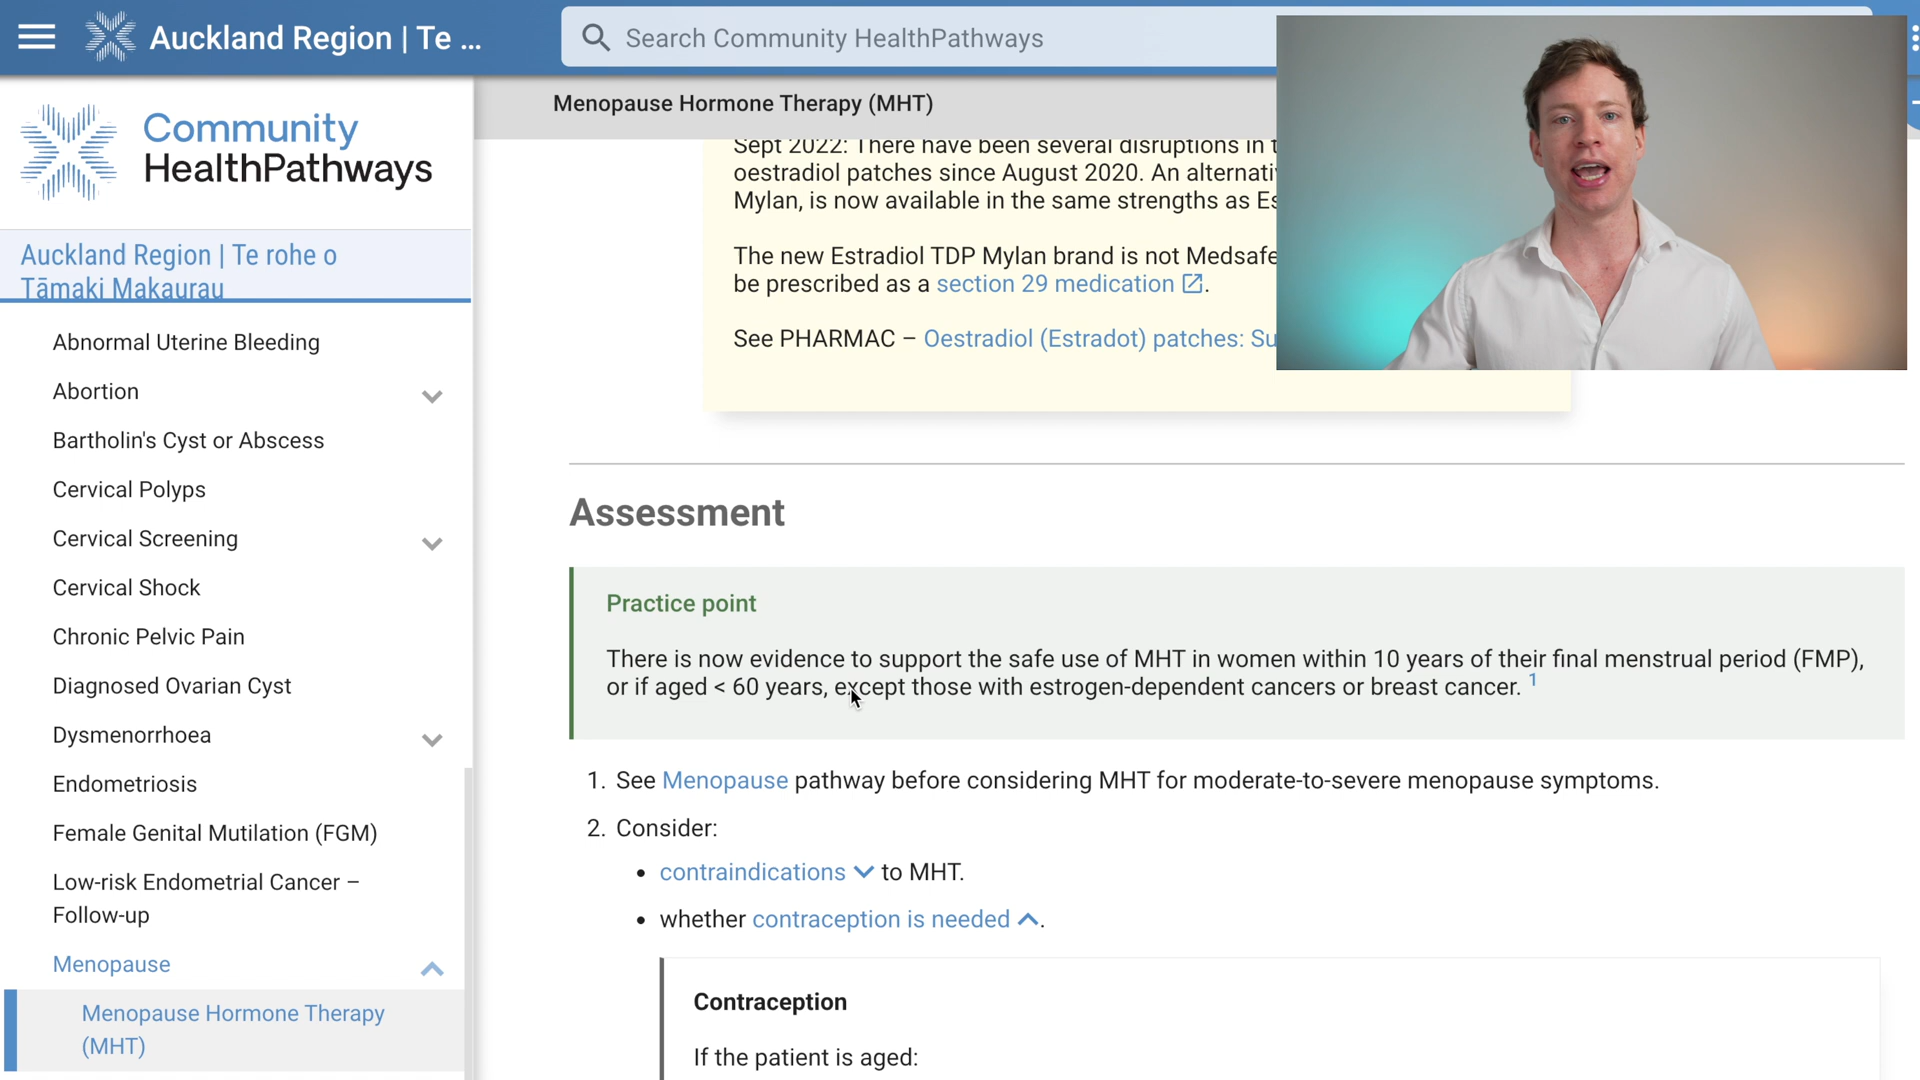 Auckland Region | Te ...
Search Community HealthPathways
Community
HealthPathways
Auckland Region | Te rohe o
Tāmaki Makaurau
Abnormal Uterine Bleeding
Abortion
Bartholin's Cyst or Abscess
Cervical Polyps
Cervical Screening
Cervical Shock
Chronic Pelvic Pain
Diagnosed Ovarian Cyst
Dysmenorrhoea
Endometriosis
Female Genital Mutilation (FGM)
Low-risk Endometrial Cancer –
Follow-up
Menopause
Menopause Hormone Therapy
(MHT)
Menopause Hormone Therapy (MHT)
Sept 2022: There have been several disruptions in
oestradiol patches since August 2020. An
Mylan, is now available in the same strengths as
The new Estradiol TDP Mylan brand is not
be prescribed as a section 29 medication.
See PHARMAC – Oestradiol (Estradot) patches:
Assessment
Practice point
There is now evidence to support the safe use of MHT in women within 10 years of their final menstrual period (FMP),
or if aged < 60 years, except those with estrogen-dependent cancers or breast cancer. 1
1. See Menopause pathway before considering MHT for moderate-to-severe menopause symptoms.
2. Consider:
• contraindications to MHT.
• whether contraception is needed.
Contraception
If the patient is aged: